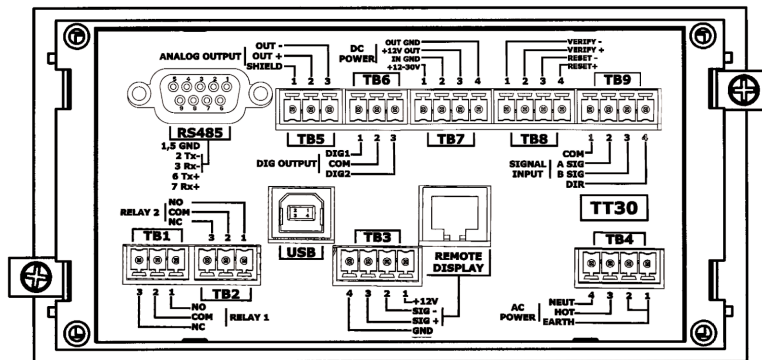 ANALOG OUTPUT
OUT -
OUT +
SHIELD
1 2 3
DC POWER
OUT GND
+12V OUT
IN GND
+12-30V
1 2 3 4
VERIFY -
VERIFY +
RESET -
RESET+
1 2 3 4
TB6
TB9
5 4 3 2 1
9 8 7 6
RS485
1,5 GND
2 Tx-
3 Rx-
6 Tx+
7 Rx+
TB5
TB7
TB8
DIG OUTPUT
DIG1
COM
DIG2
1 2 3
SIGNAL INPUT
COM
A SIG
B SIG
DIR
1 2 3 4
TT30
RELAY 2
NO
COM
NC
3 2 1
TB1
TB2
USB
TB3
REMOTE DISPLAY
TB4
3 2 1
NO
COM
NC
RELAY 1
4 3 2 1
+12V
SIG -
SIG +
GND
AC POWER
NEUT
HOT
EARTH
4 3 2 1